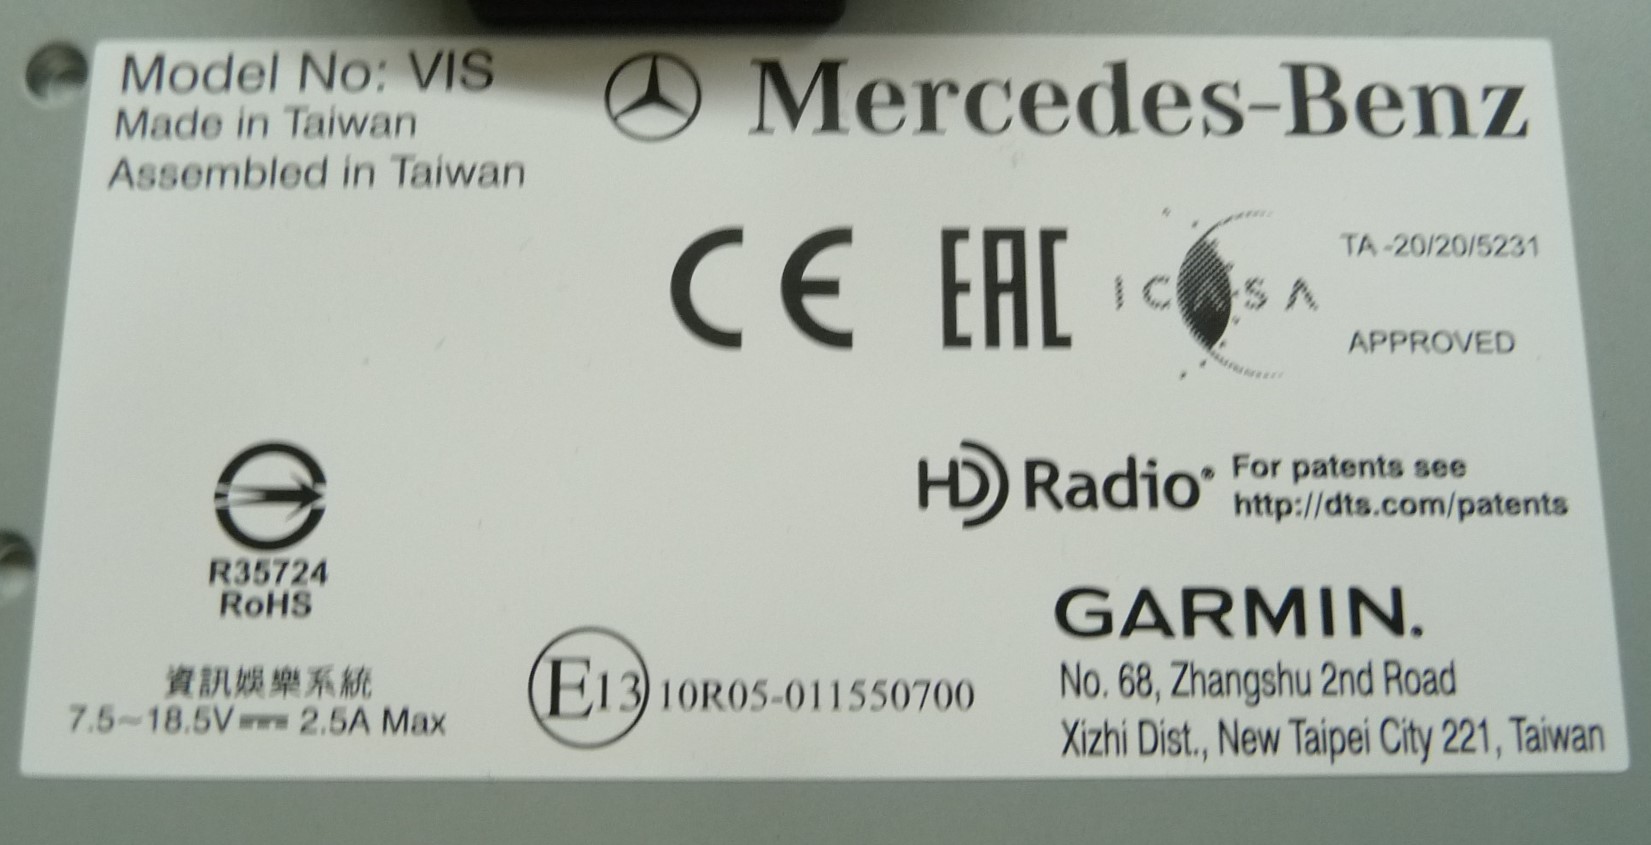 Model No: VIS
Made in Taiwan
Assembled in Taiwan
Mercedes-Benz
CE
EAC
ICASA
TA -20/20/5231
APPROVED
HD Radio®
For patents see
http://dts.com/patents
R35724
RoHS
資訊娛樂系統
7.5~18.5V⎓ 2.5A Max
E13 10R05-011550700
GARMIN.
No. 68, Zhangshu 2nd Road
Xizhi Dist., New Taipei City 221, Taiwan